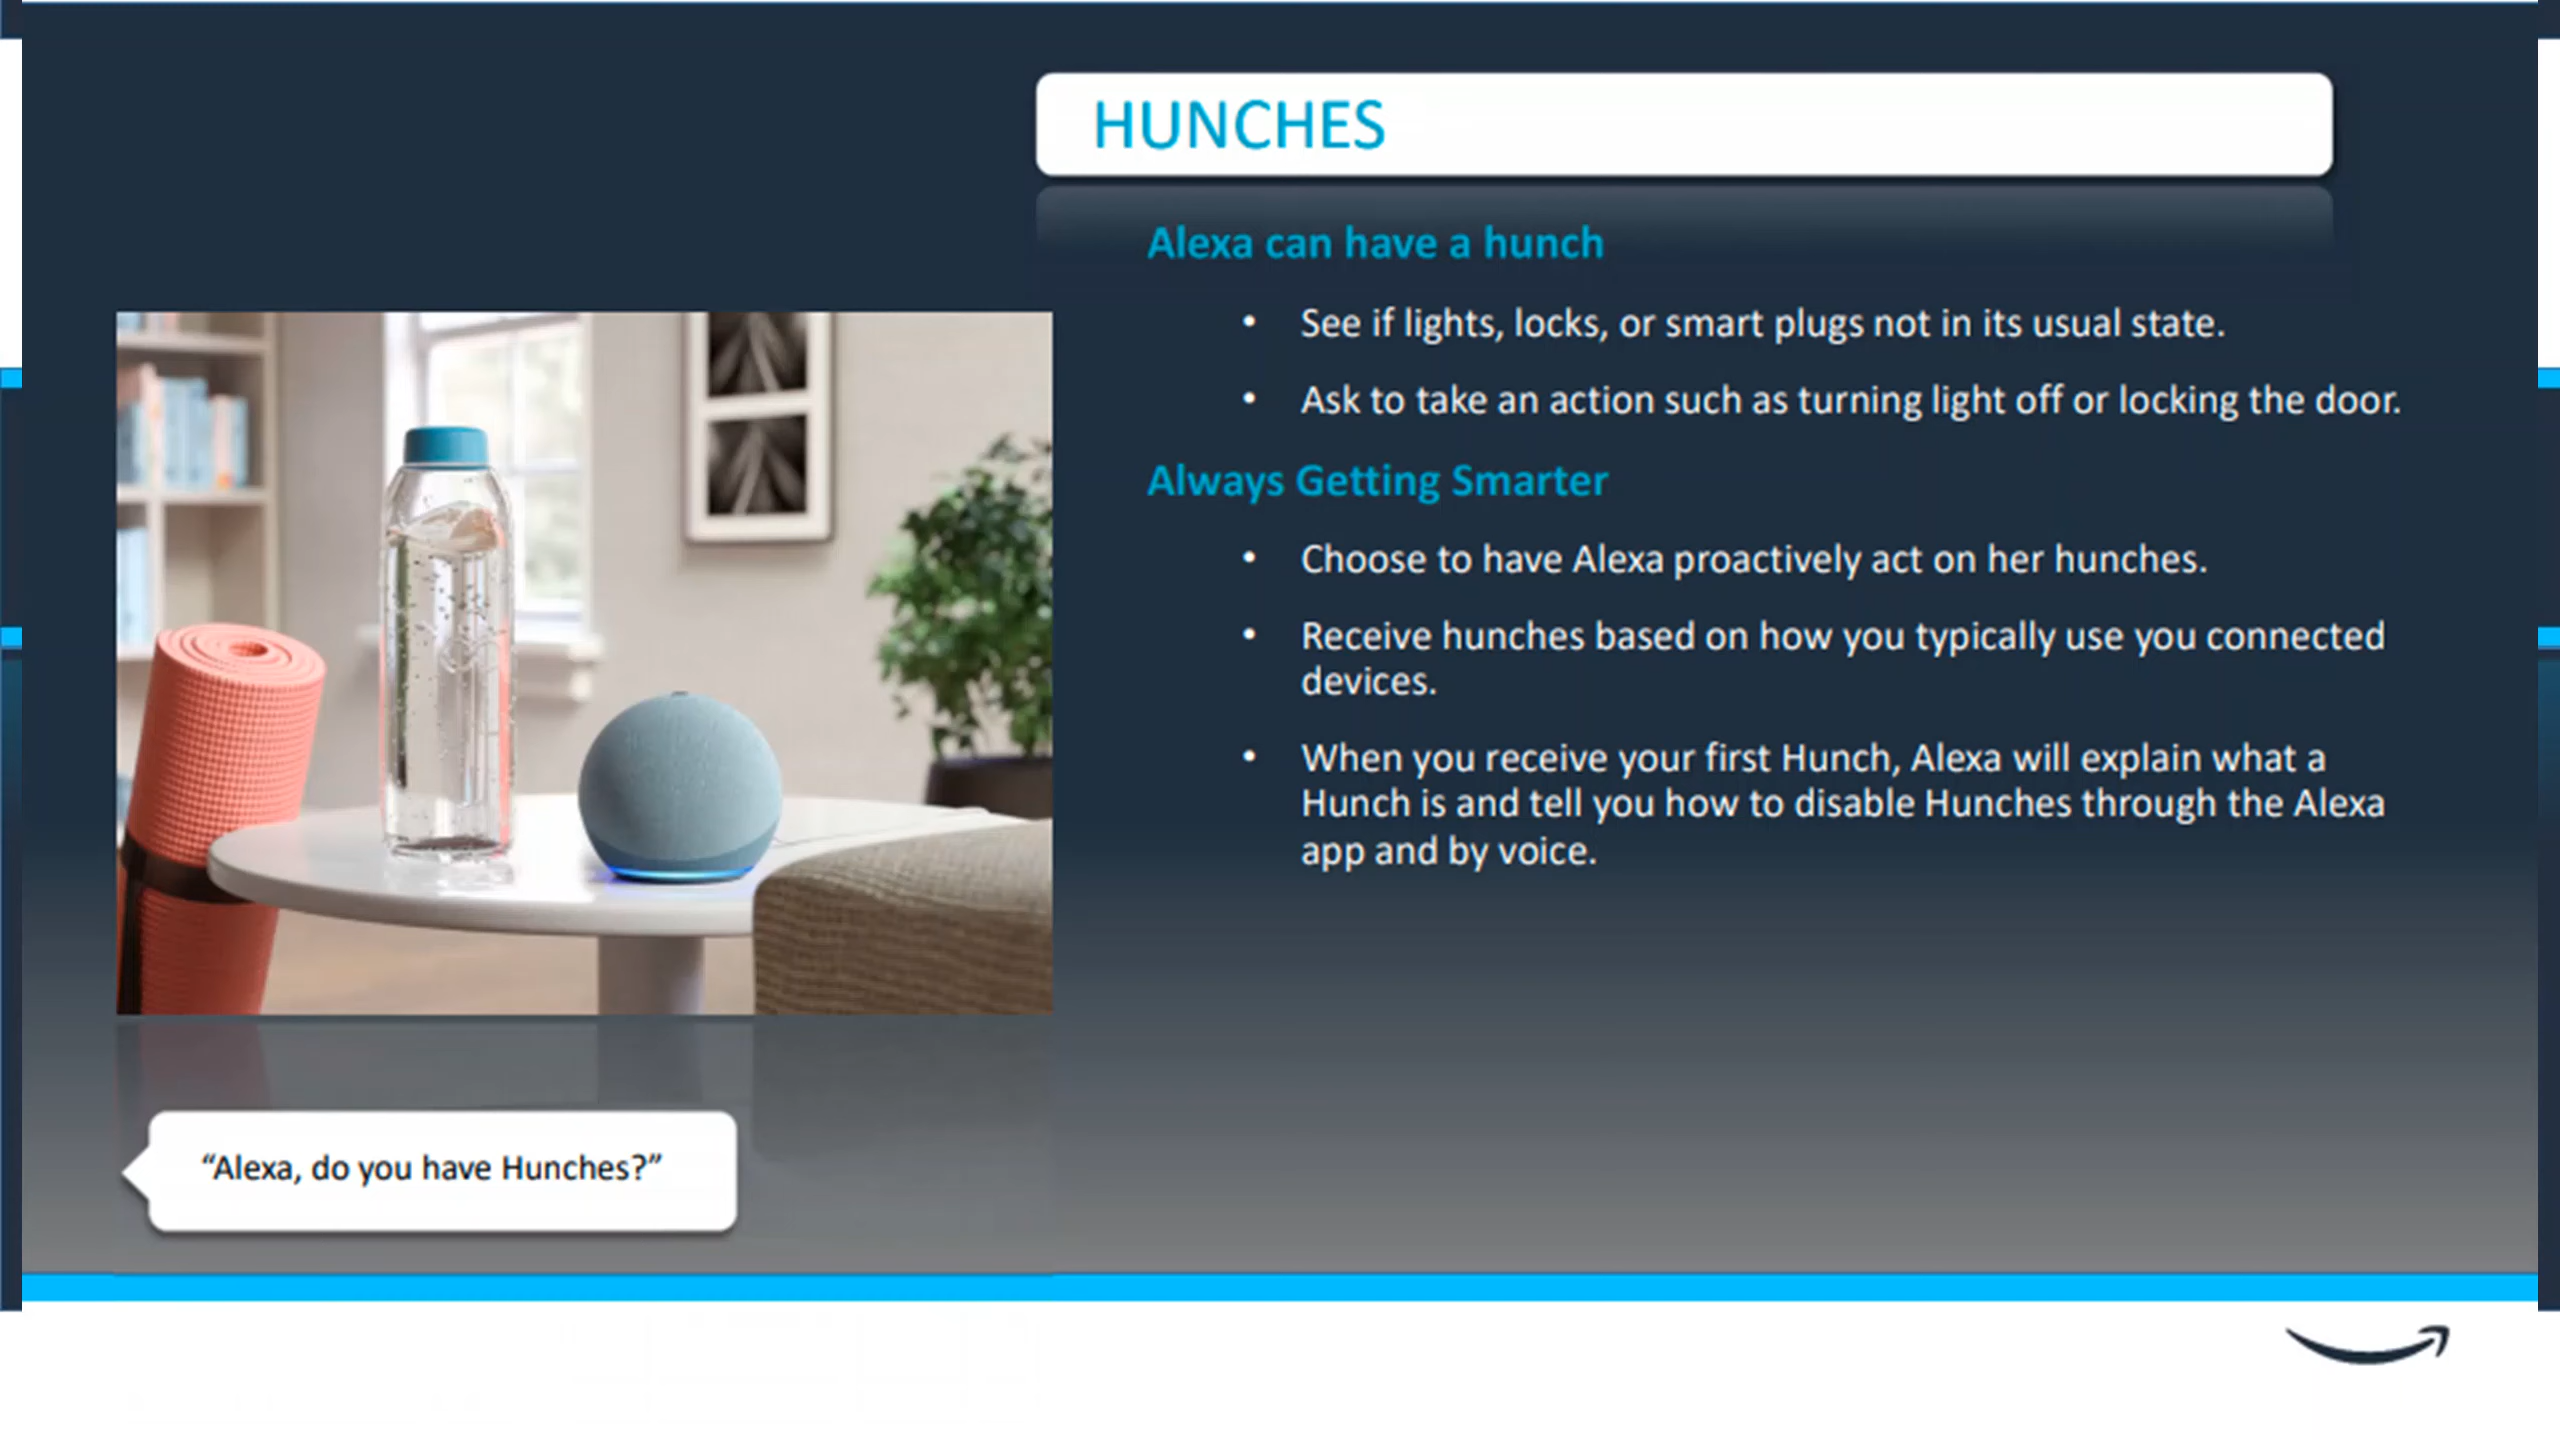 HUNCHES
Alexa can have a hunch
• See if lights, locks, or smart plugs not in its usual state.
• Ask to take an action such as turning light off or locking the door.
Always Getting Smarter
• Choose to have Alexa proactively act on her hunches.
• Receive hunches based on how you typically use you connected
devices.
• When you receive your first Hunch, Alexa will explain what a
Hunch is and tell you how to disable Hunches through the Alexa
app and by voice.
“Alexa, do you have Hunches?”